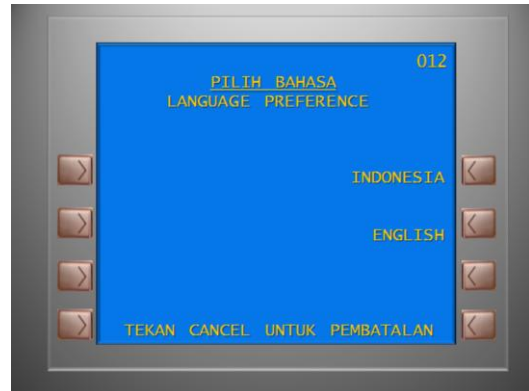 012
PILIH BAHASA
LANGUAGE PREFERENCE
INDONESIA
ENGLISH
TEKAN CANCEL UNTUK PEMBATALAN